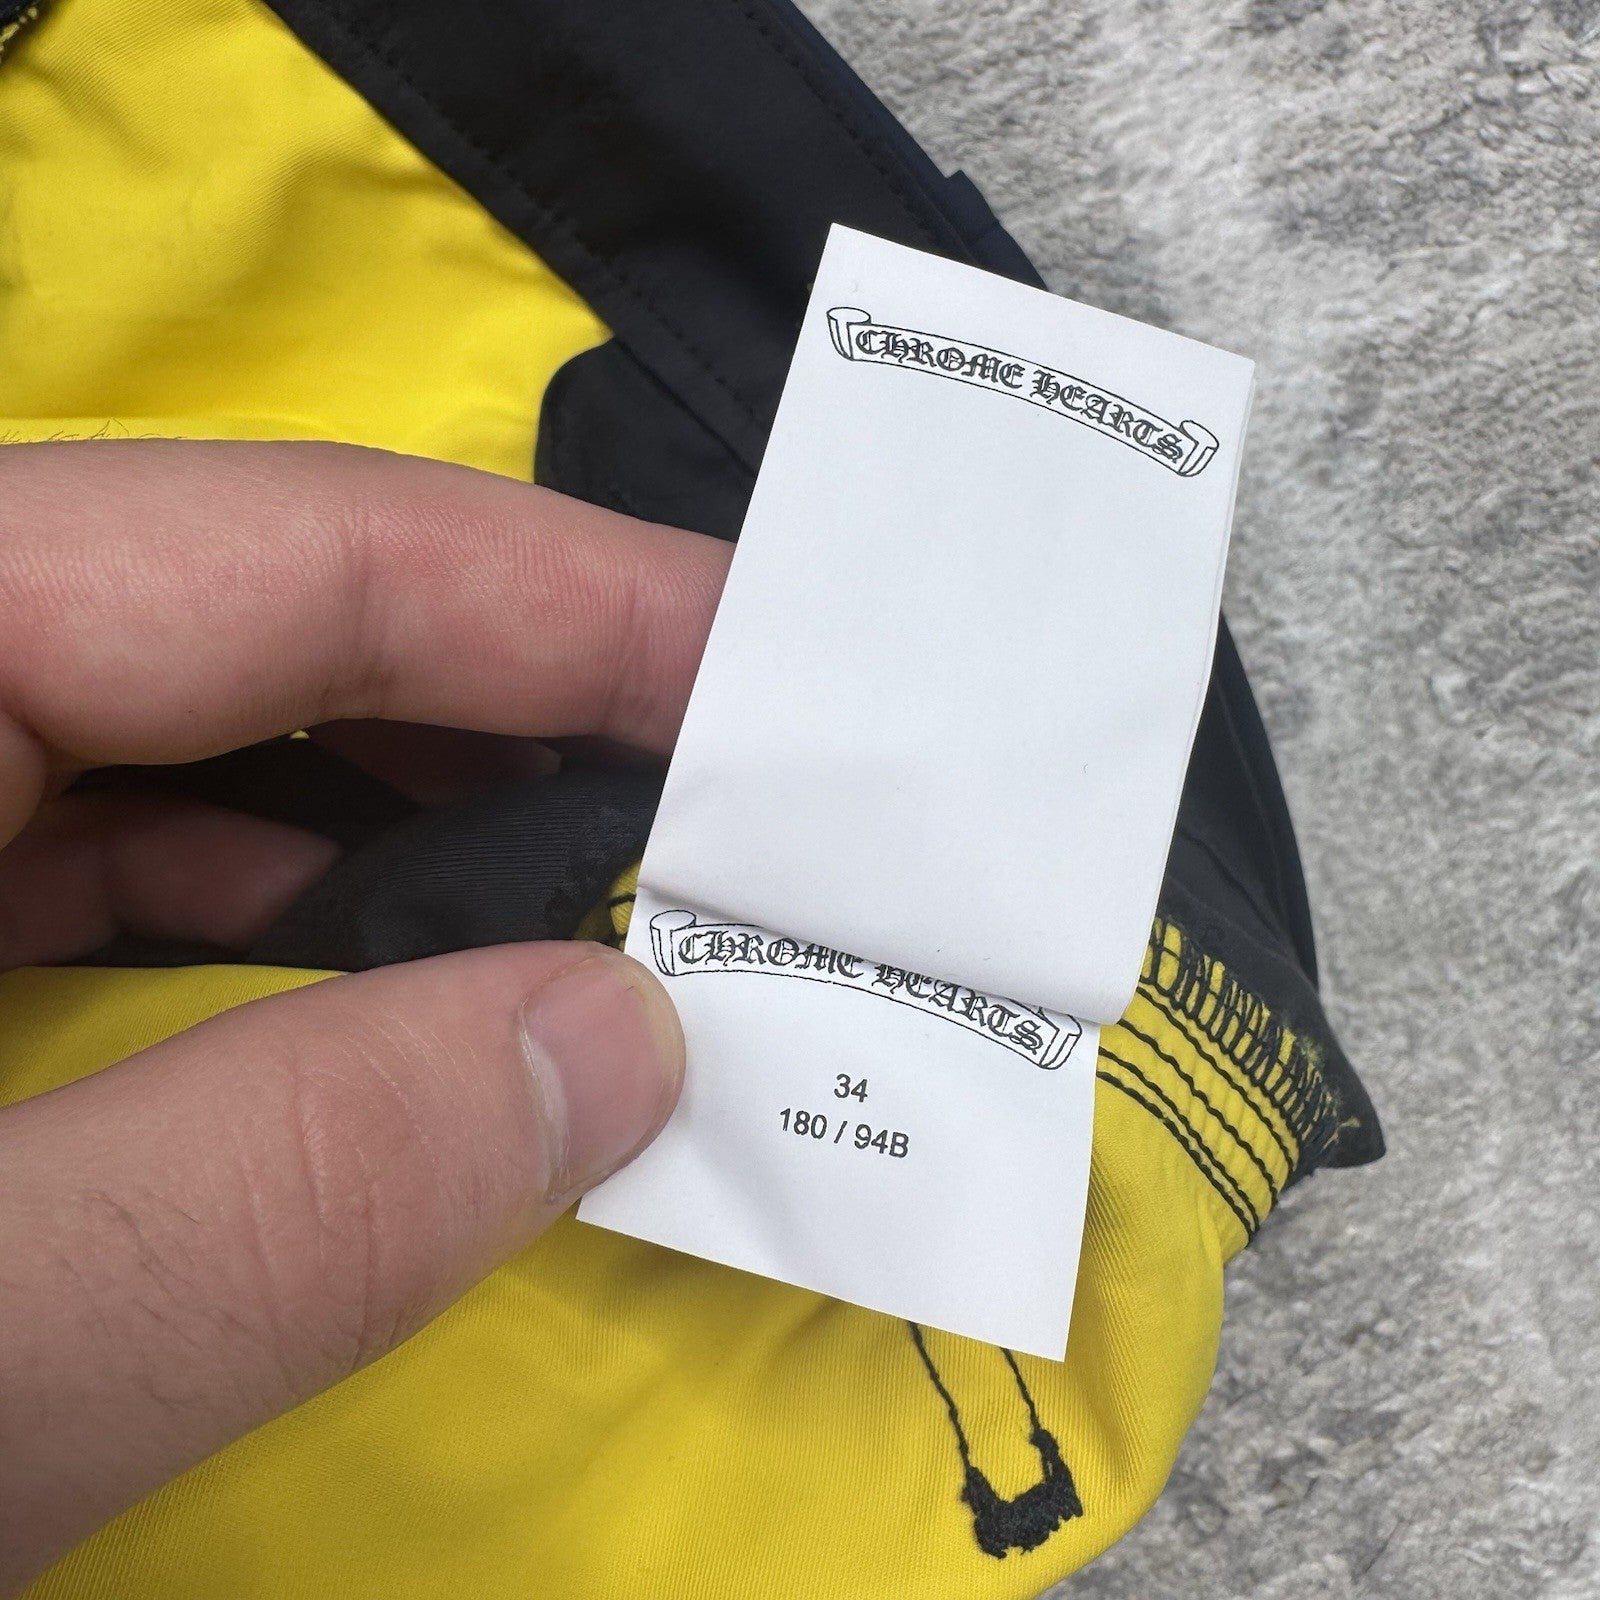 CHROME HEARTS
CHROME HEARTS
34
180 / 94B